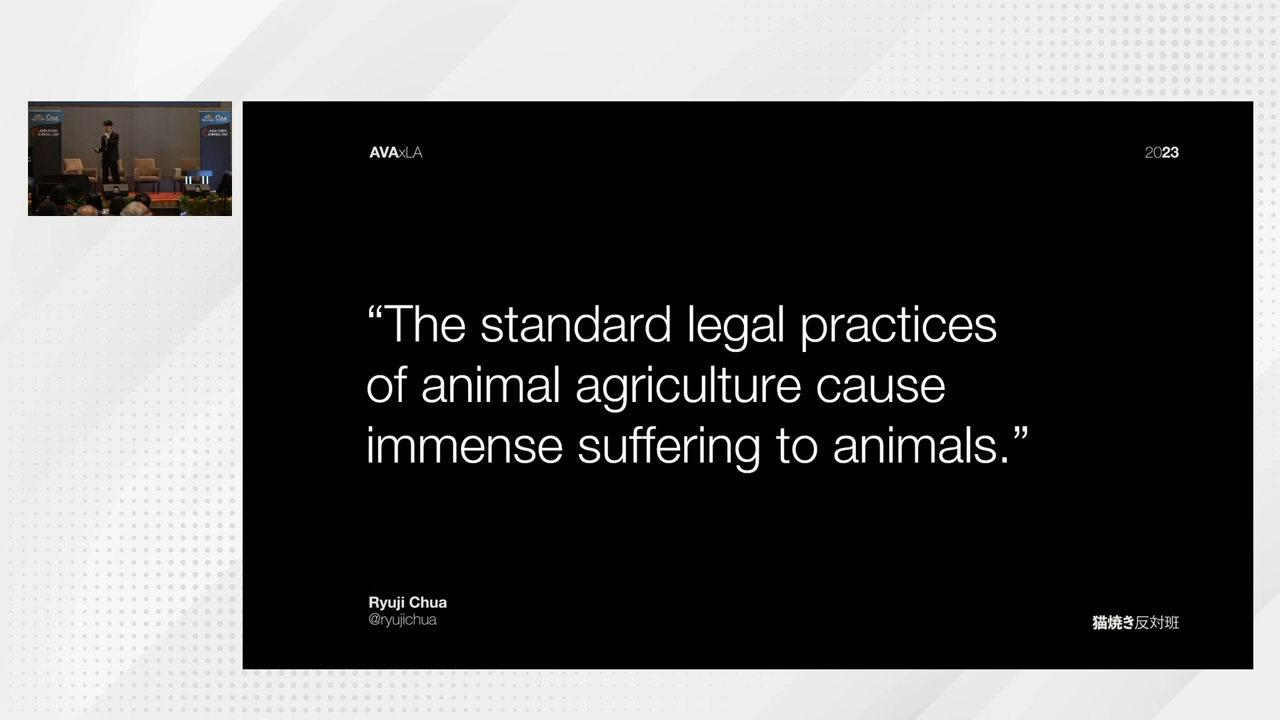 AVAxLA
2023
“The standard legal practices
of animal agriculture cause
immense suffering to animals.”
Ryuji Chua
@ryujichua
猫焼き反対班